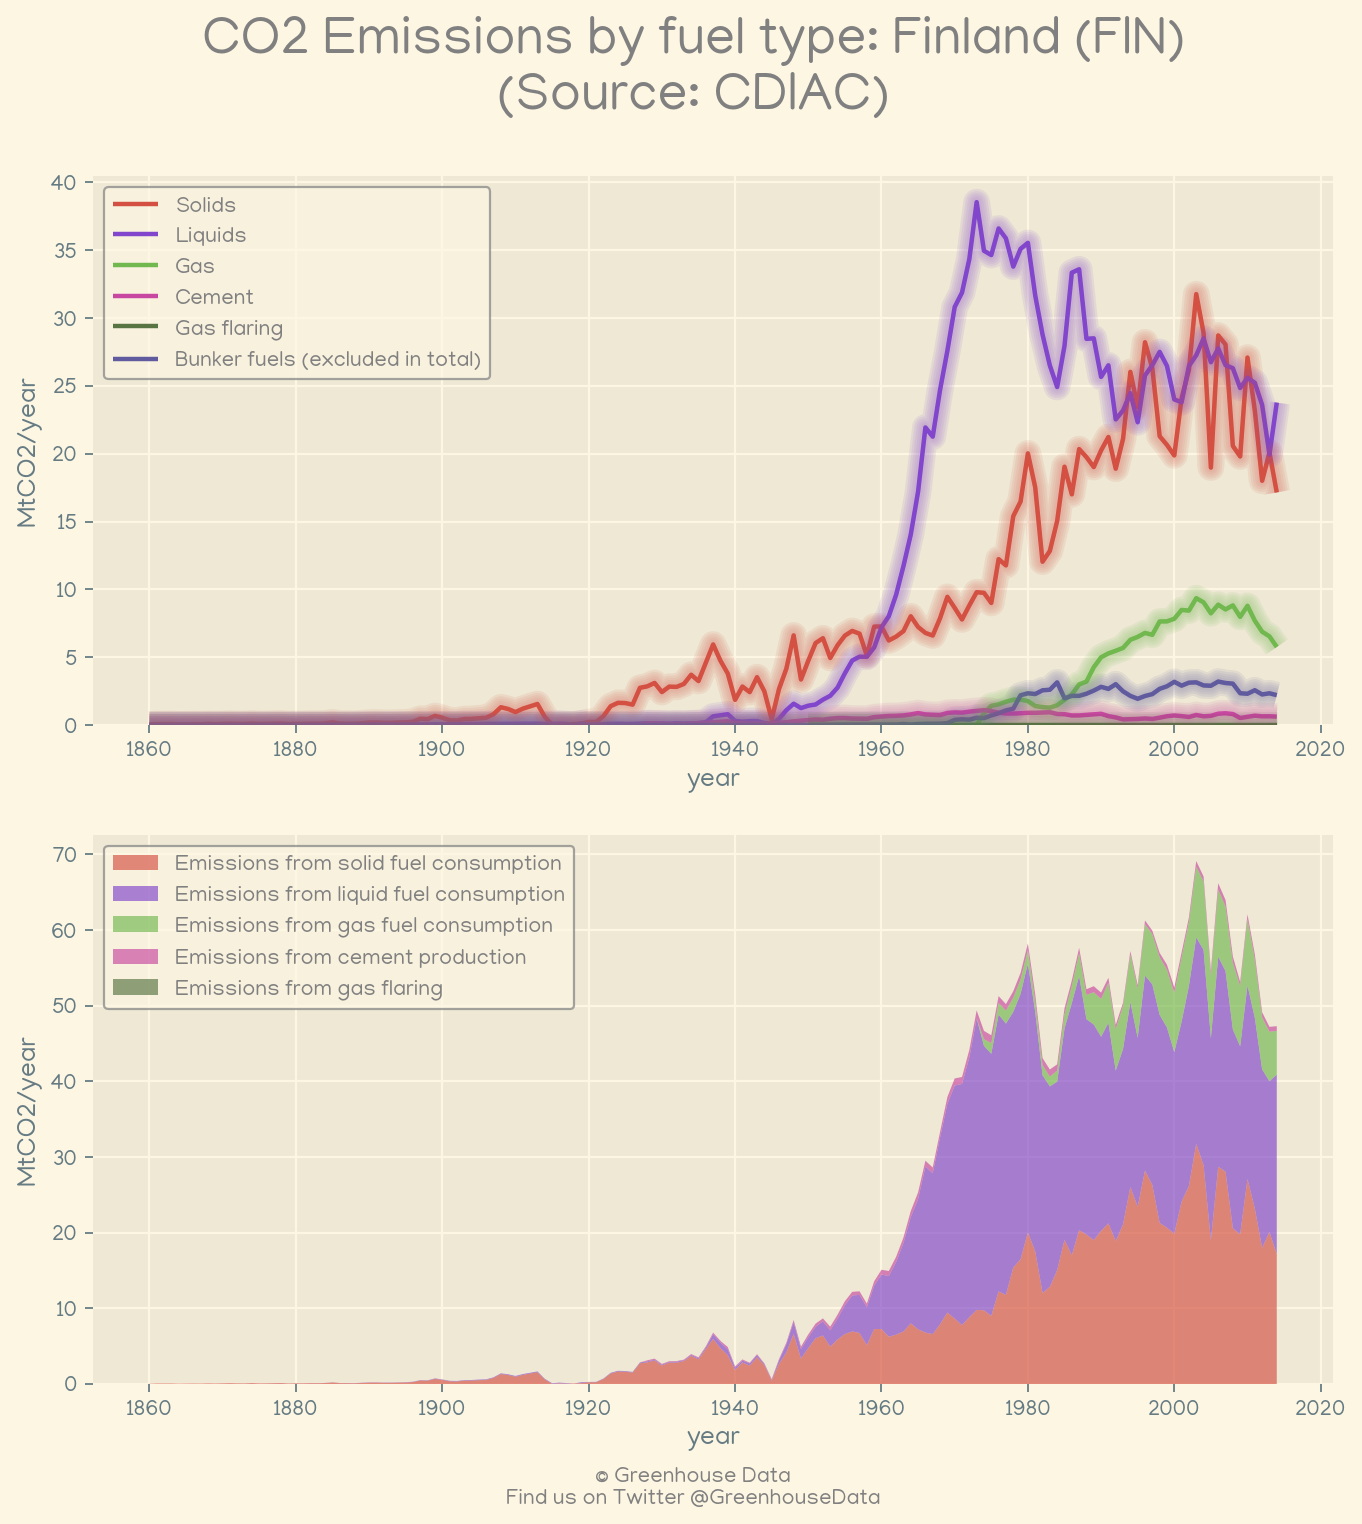 CO2 Emissions by fuel type: Finland (FIN)
(Source: CDIAC)
40
35
30
25
20
15
10
5
0
MtCO2/year
Solids
Liquids
Gas
Cement
Gas flaring
Bunker fuels (excluded in total)
1860 1880 1900 1920 1940 1960 1980 2000 2020
year
70
60
50
40
30
20
10
0
MtCO2/year
Emissions from solid fuel consumption
Emissions from liquid fuel consumption
Emissions from gas fuel consumption
Emissions from cement production
Emissions from gas flaring
1860 1880 1900 1920 1940 1960 1980 2000 2020
year
© Greenhouse Data
Find us on Twitter @GreenhouseData